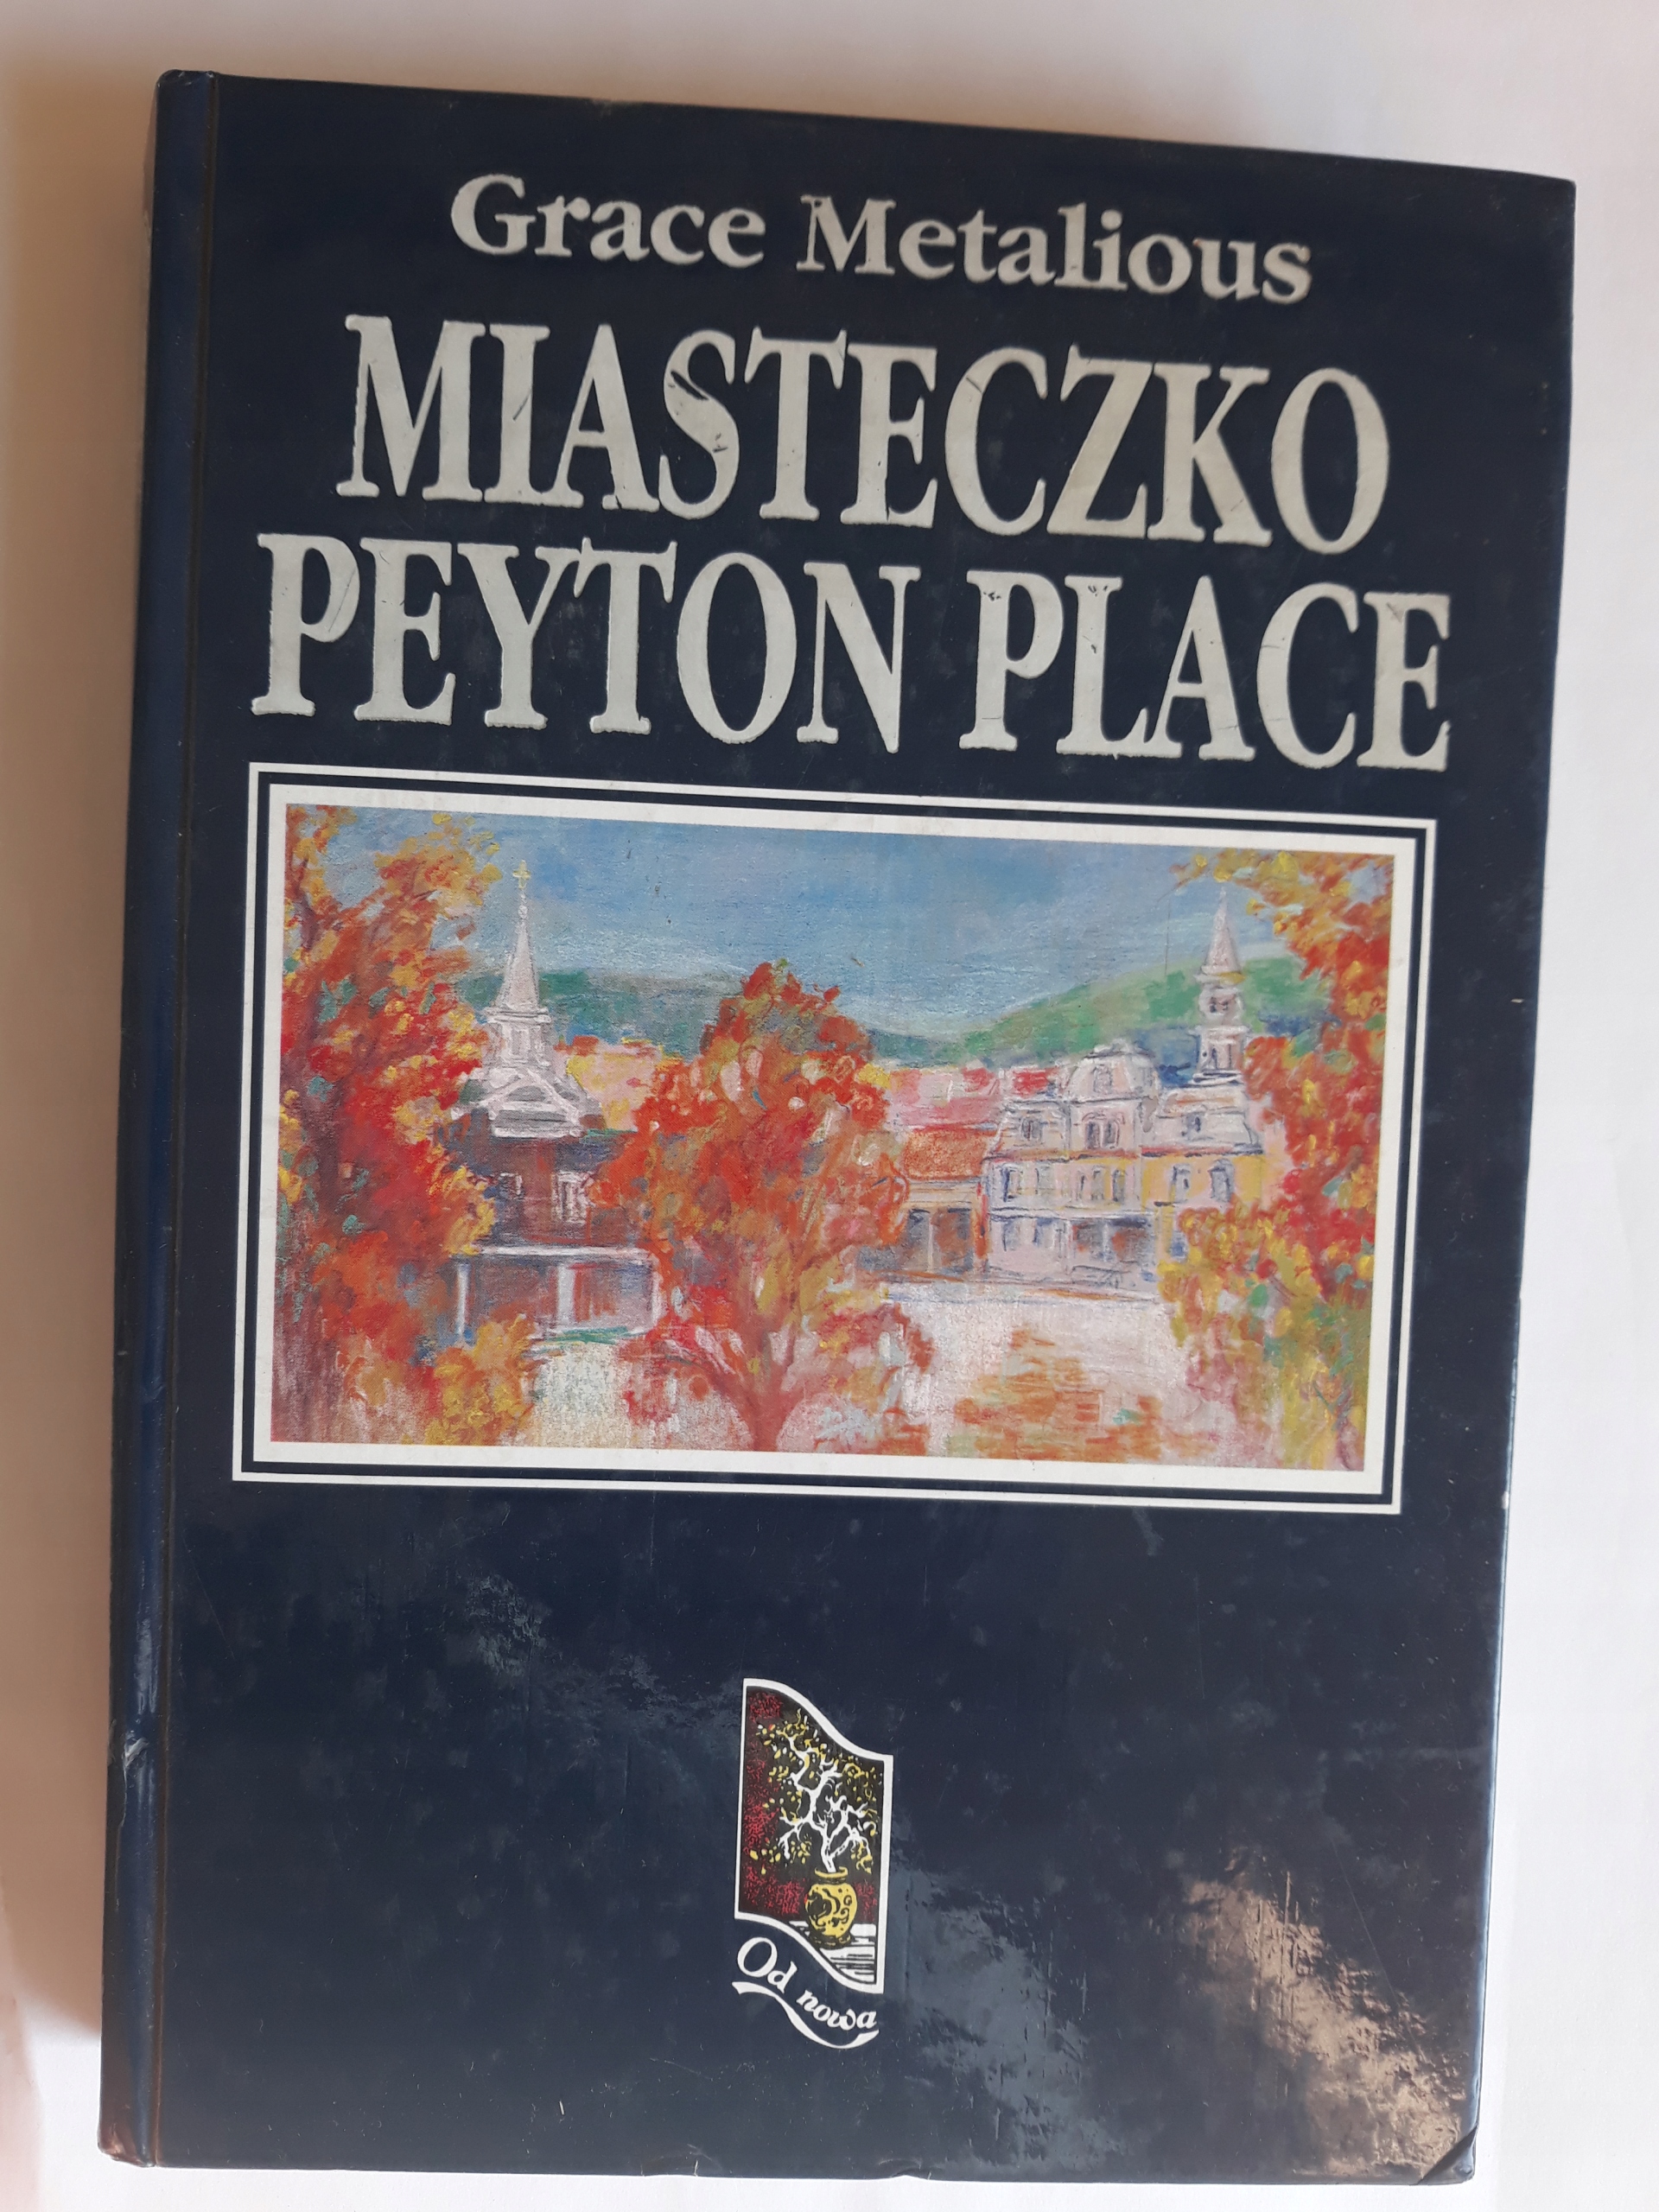 Grace Metalious
MIASTECZKO
PEYTON PLACE
Od nowa